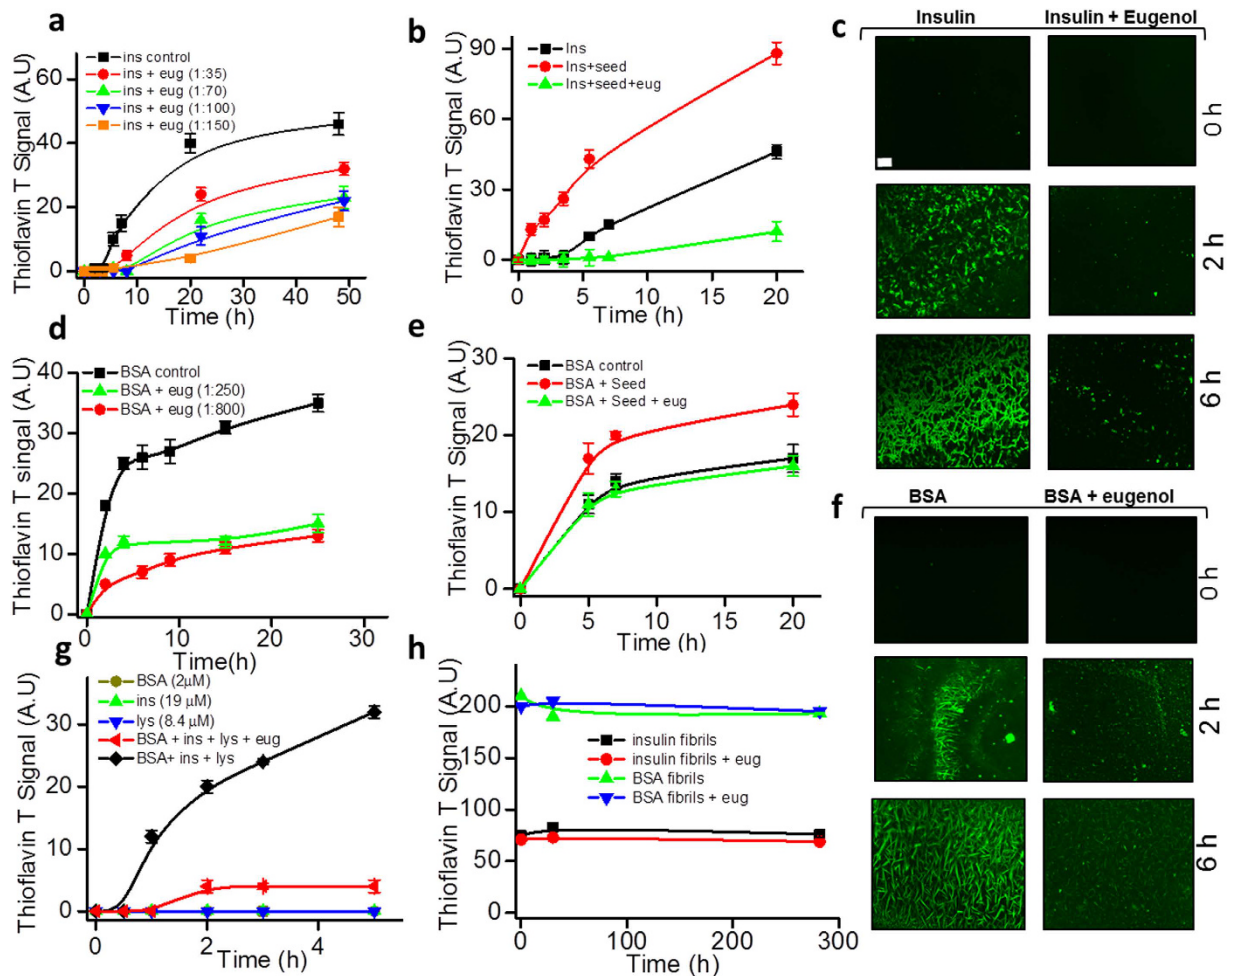 a
Thioflavin T Signal (A.U)
60
40
20
0
ins control
ins + eug (1:35)
ins + eug (1:70)
ins + eug (1:100)
ins + eug (1:150)
0 10 20 30 40 50
Time (h)
b
Thioflavin T Signal (A.U)
90
60
30
0
Ins
Ins+seed
Ins+seed+eug
0 5 10 15 20
Time (h)
c
Insulin Insulin + Eugenol
0 h
2 h
6 h
d
Thioflavin T singal (A.U)
40
30
20
10
0
BSA control
BSA + eug (1:250)
BSA + eug (1:800)
0 10 20 30
Time(h)
e
Thioflavin T Signal (A.U)
30
20
10
0
BSA control
BSA + Seed
BSA + Seed + eug
0 5 10 15 20
Time (h)
f
BSA BSA + eugenol
0 h
2 h
6 h
g
Thioflavin T Signal (A.U)
30
20
10
0
BSA (2μM)
ins (19 μM)
lys (8.4 μM)
BSA + ins + lys + eug
BSA+ ins + lys
0 2 4
Time (h)
h
Thioflavin T Signal (A.U)
200
150
100
50
0
insulin fibrils
insulin fibrils + eug
BSA fibrils
BSA fibrils + eug
0 100 200 300
Time (h)